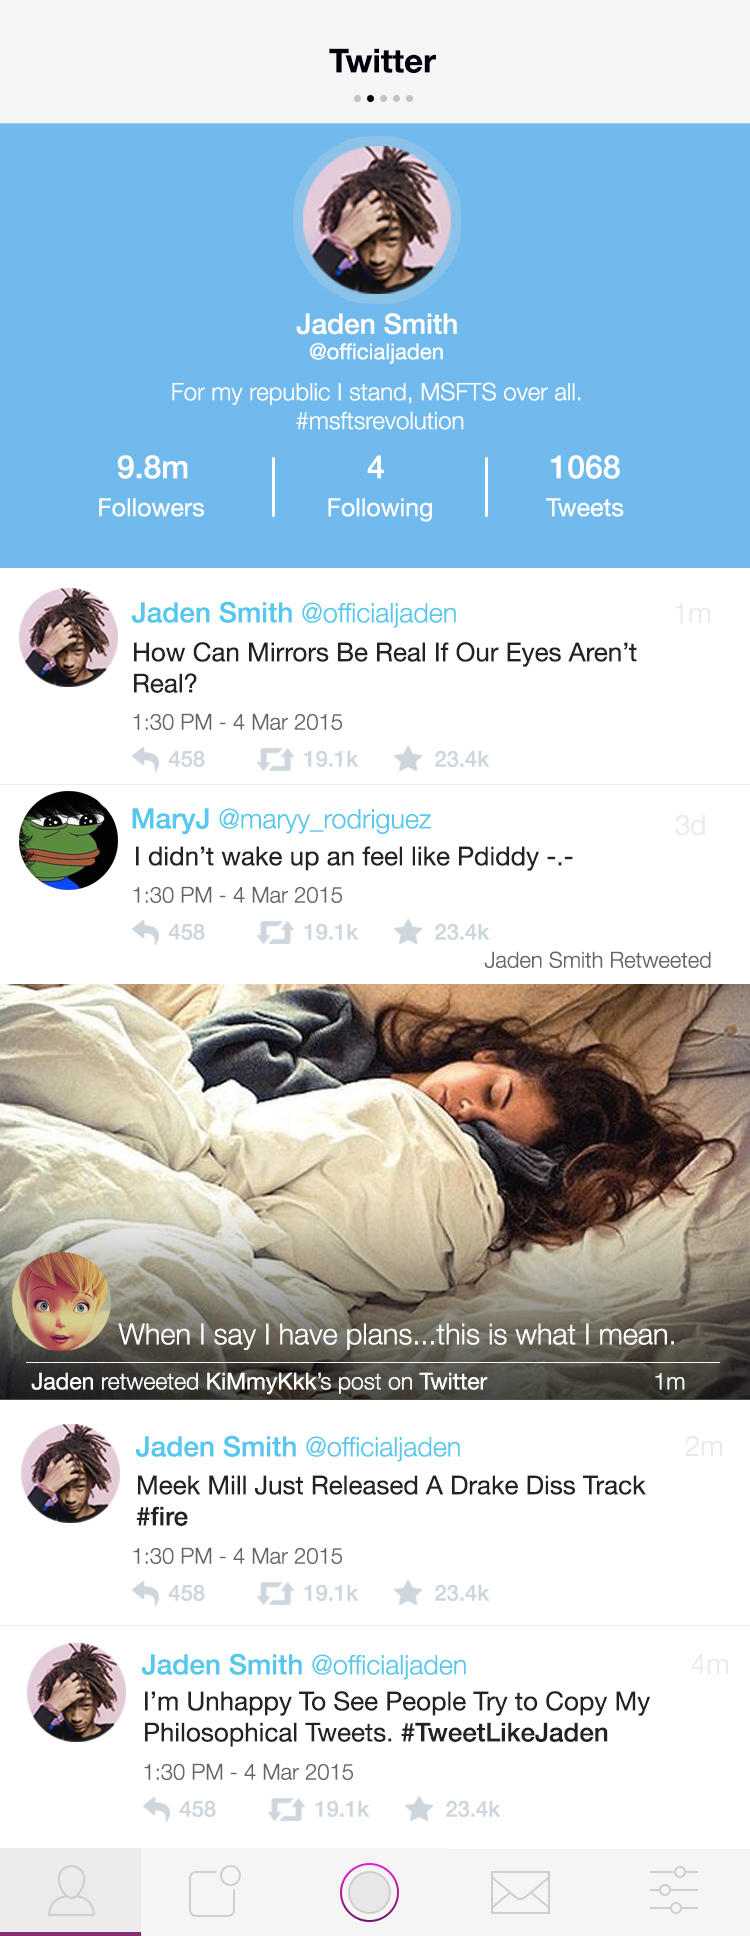 Twitter
Jaden Smith
@officialjaden
For my republic I stand, MSFTS over all.
#msftsrevolution
9.8m 4 1068
Followers Following Tweets
Jaden Smith @officialjaden 1m
How Can Mirrors Be Real If Our Eyes Aren’t
Real?
1:30 PM - 4 Mar 2015
458 19.1k 23.4k
MaryJ @maryy_rodriguez 3d
I didn’t wake up an feel like Pdiddy -.-
1:30 PM - 4 Mar 2015
458 19.1k 23.4k
Jaden Smith Retweeted
When I say I have plans...this is what I mean.
Jaden retweeted KiMmyKkk’s post on Twitter 1m
Jaden Smith @officialjaden 2m
Meek Mill Just Released A Drake Diss Track
#fire
1:30 PM - 4 Mar 2015
458 19.1k 23.4k
Jaden Smith @officialjaden 4m
I’m Unhappy To See People Try to Copy My
Philosophical Tweets. #TweetLikeJaden
1:30 PM - 4 Mar 2015
458 19.1k 23.4k